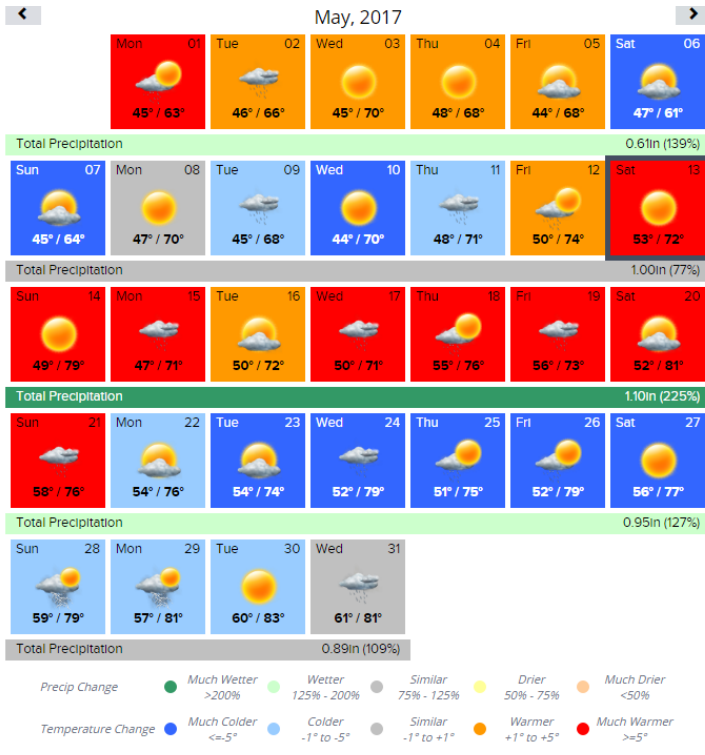 May, 2017
Mon 01 Tue 02 Wed 03 Thu 04 Fri 05 Sat 06
45° / 63° 46° / 66° 45° / 70° 48° / 68° 44° / 68° 47° / 61°
Total Precipitation 0.61in (139%)
Sun 07 Mon 08 Tue 09 Wed 10 Thu 11 Fri 12 Sat 13
45° / 64° 47° / 70° 45° / 68° 44° / 70° 48° / 71° 50° / 74° 53° / 72°
Total Precipitation 1.00in (77%)
Sun 14 Mon 15 Tue 16 Wed 17 Thu 18 Fri 19 Sat 20
49° / 79° 47° / 71° 50° / 72° 50° / 71° 55° / 76° 56° / 73° 52° / 81°
Total Precipitation 1.10in (225%)
Sun 21 Mon 22 Tue 23 Wed 24 Thu 25 Fri 26 Sat 27
58° / 76° 54° / 76° 54° / 74° 52° / 79° 51° / 75° 52° / 79° 56° / 77°
Total Precipitation 0.95in (127%)
Sun 28 Mon 29 Tue 30 Wed 31
59° / 79° 57° / 81° 60° / 83° 61° / 81°
Total Precipitation 0.89in (109%)
Precip Change Much Wetter Wetter Similar Drier Much Drier
>200% 125% - 200% 75% - 125% 50% - 75% <50%
Temperature Change Much Colder Colder Similar Warmer Much Warmer
<=-5° -1° to -5° -1° to +1° +1° to +5° >=5°